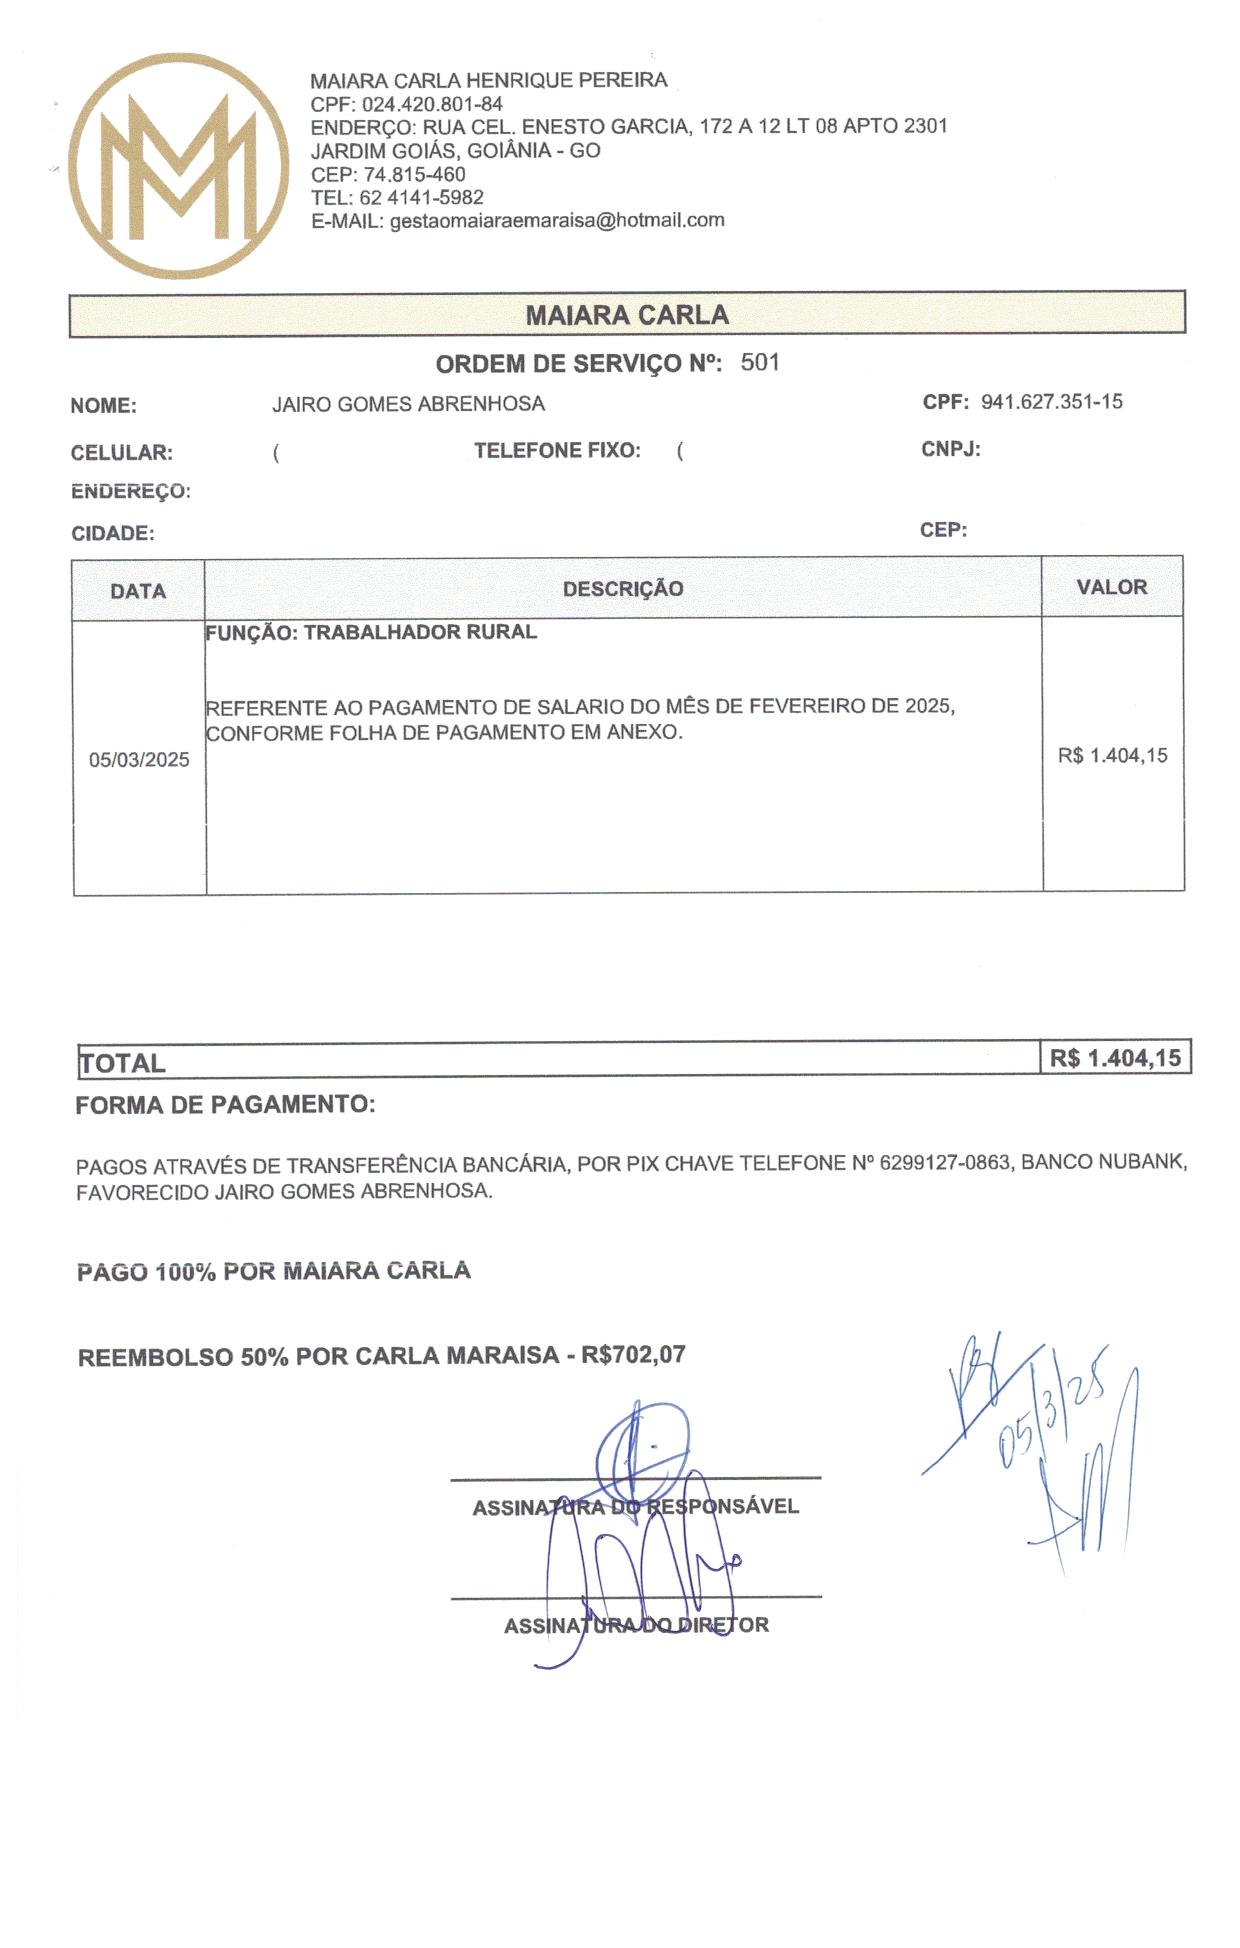 MAIARA CARLA HENRIQUE PEREIRA
CPF: 024.420.801-84
ENDERÇO: RUA CEL. ENESTO GARCIA, 172 A 12 LT 08 APTO 2301
JARDIM GOIÁS, GOIÂNIA - GO
CEP: 74.815-460
TEL: 62 4141-5982
E-MAIL: gestaomaiaraemaraisa@hotmail.com
MAIARA CARLA
ORDEM DE SERVIÇO Nº: 501
NOME: JAIRO GOMES ABRENHOSA CPF: 941.627.351-15
CELULAR: ( TELEFONE FIXO: ( CNPJ:
ENDEREÇO:
CIDADE: CEP:
DATA DESCRIÇÃO VALOR
FUNÇÃO: TRABALHADOR RURAL
REFERENTE AO PAGAMENTO DE SALARIO DO MÊS DE FEVEREIRO DE 2025,
CONFORME FOLHA DE PAGAMENTO EM ANEXO.
05/03/2025 R$ 1.404,15
TOTAL R$ 1.404,15
FORMA DE PAGAMENTO:
PAGOS ATRAVÉS DE TRANSFERÊNCIA BANCÁRIA, POR PIX CHAVE TELEFONE Nº 6299127-0863, BANCO NUBANK,
FAVORECIDO JAIRO GOMES ABRENHOSA.
PAGO 100% POR MAIARA CARLA
REEMBOLSO 50% POR CARLA MARAISA - R$702,07
05/3/25
ASSINATURA DO RESPONSÁVEL
ASSINATURA DO DIRETOR